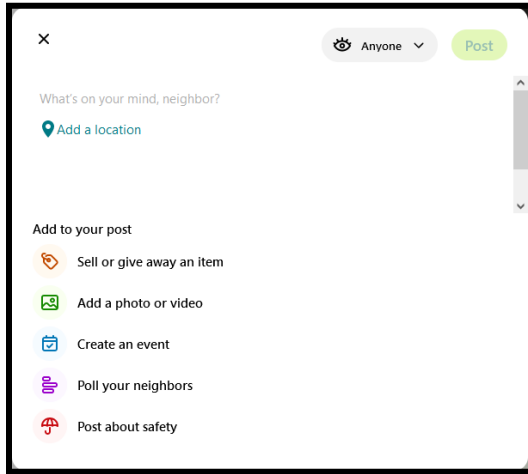 Anyone
Post
What's on your mind, neighbor?
Add a location
Add to your post
Sell or give away an item
Add a photo or video
Create an event
Poll your neighbors
Post about safety